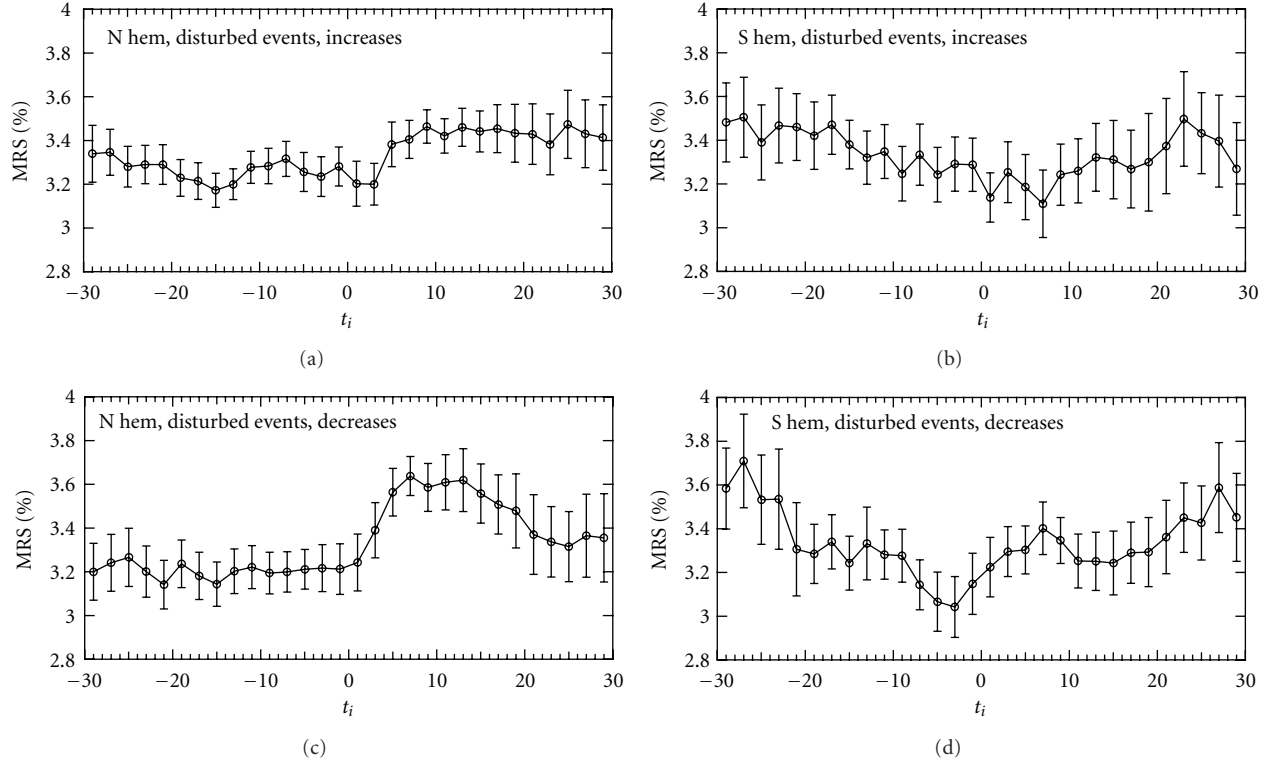 N hem, disturbed events, increases
MRS (%)
4
3.8
3.6
3.4
3.2
3
2.8
−30 −20 −10 0 10 20 30
t_i
(a)
S hem, disturbed events, increases
MRS (%)
4
3.8
3.6
3.4
3.2
3
2.8
−30 −20 −10 0 10 20 30
t_i
(b)
N hem, disturbed events, decreases
MRS (%)
4
3.8
3.6
3.4
3.2
3
2.8
−30 −20 −10 0 10 20 30
t_i
(c)
S hem, disturbed events, decreases
MRS (%)
4
3.8
3.6
3.4
3.2
3
2.8
−30 −20 −10 0 10 20 30
t_i
(d)